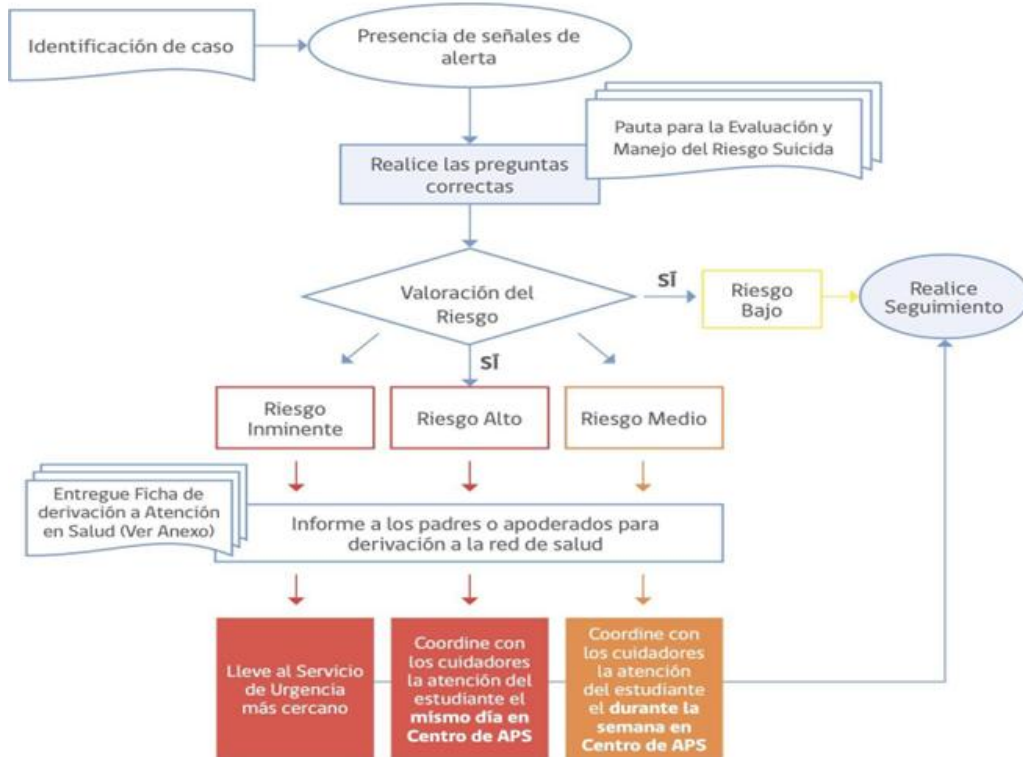 Identificación de caso
Presencia de señales de
alerta
Pauta para la Evaluación y
Manejo del Riesgo Suicida
Realice las preguntas
correctas
Valoración del
Riesgo
SÍ
Riesgo
Bajo
Realice
Seguimiento
SÍ
Riesgo
Inminente
Riesgo Alto
Riesgo Medio
Entregue Ficha de
derivación a Atención
en Salud (Ver Anexo)
Informe a los padres o apoderados para
derivación a la red de salud
Lleve al Servicio
de Urgencia
más cercano
Coordine con
los cuidadores
la atención del
estudiante el
mismo día en
Centro de APS
Coordine con
los cuidadores
la atención
del estudiante
el durante la
semana en
Centro de APS